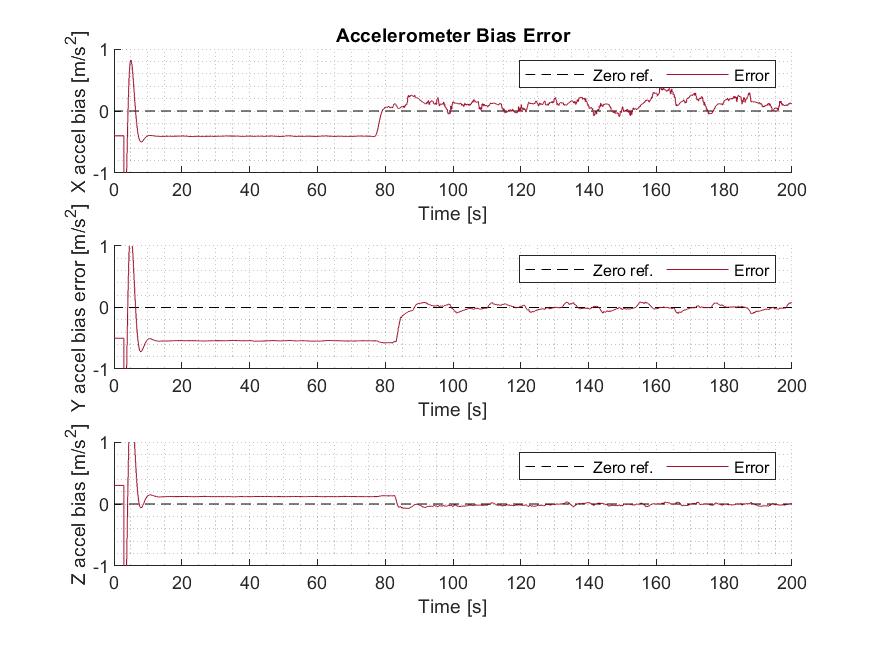 Accelerometer Bias Error
X accel bias [m/s²]
1
0
-1
Zero ref. Error
0 20 40 60 80 100 120 140 160 180 200
Time [s]
Y accel bias error [m/s²]
1
0
-1
Zero ref. Error
0 20 40 60 80 100 120 140 160 180 200
Time [s]
Z accel bias [m/s²]
1
0
-1
Zero ref. Error
0 20 40 60 80 100 120 140 160 180 200
Time [s]